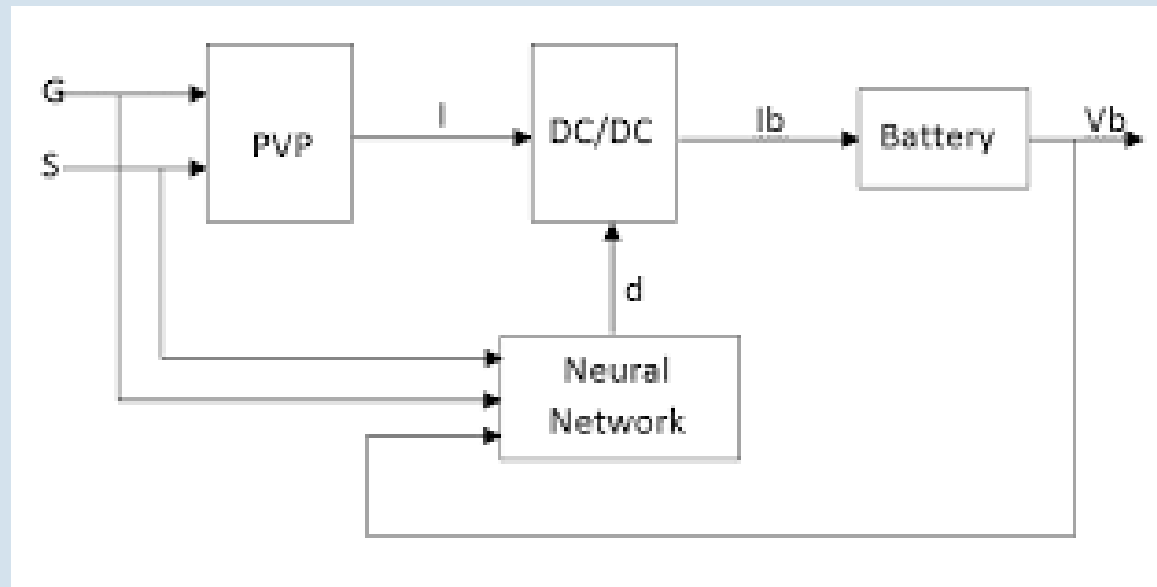 G
S
PVP
I
DC/DC
Ib
Battery
Vb
d
Neural
Network